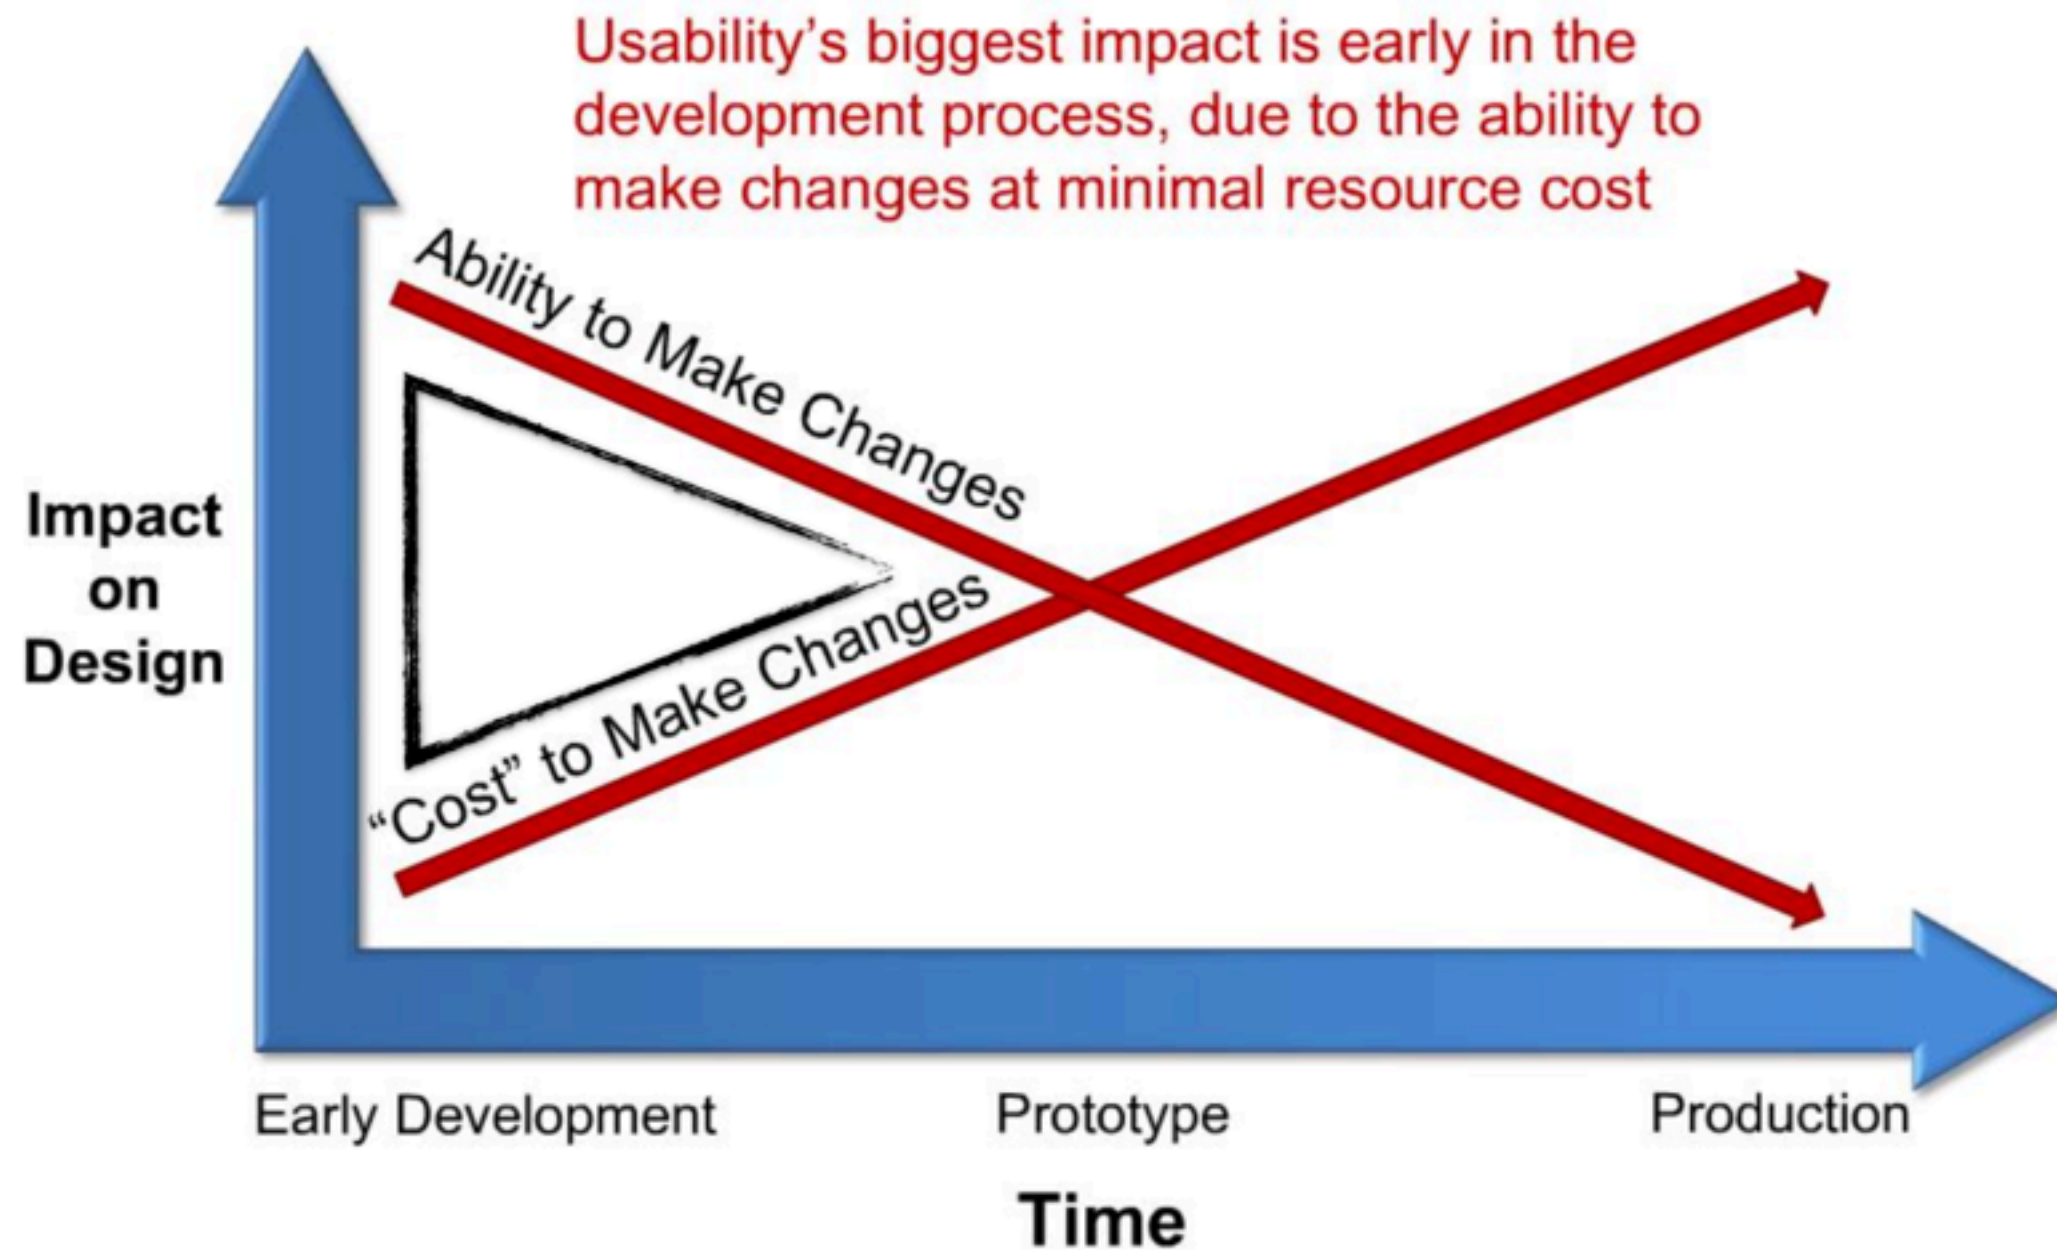 Usability’s biggest impact is early in the
development process, due to the ability to
make changes at minimal resource cost
Ability to Make Changes
Impact
on
Design
“Cost” to Make Changes
Early Development
Prototype
Production
Time